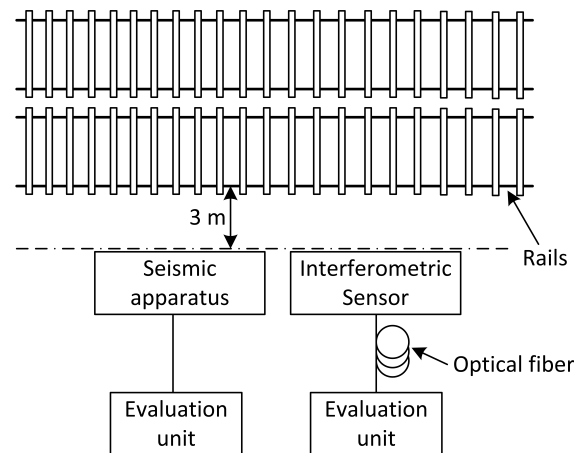 3 m
Rails
Seismic
apparatus
Interferometric
Sensor
Optical fiber
Evaluation
unit
Evaluation
unit